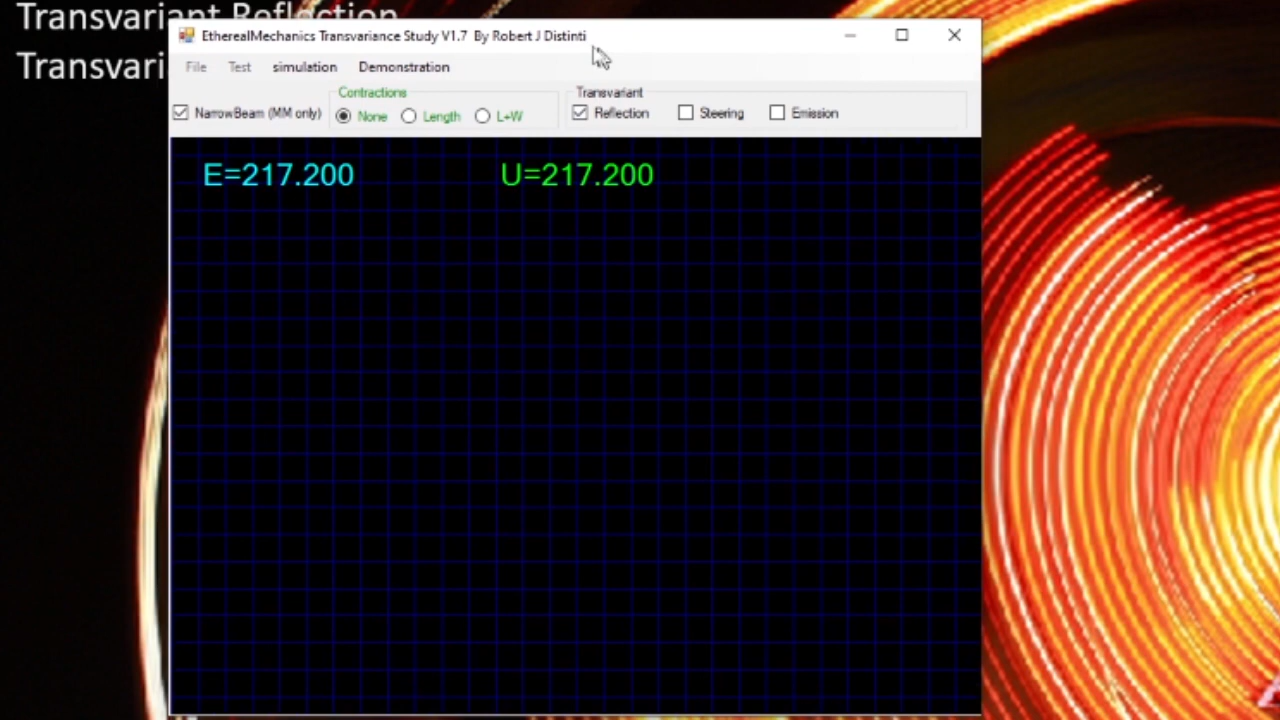 Transvariant Reflection
Transvari
EtherealMechanics Transvariance Study V1.7 By Robert J Distinti
File Test simulation Demonstration
Contractions Transvariant
NarrowBeam (MM only) None Length L+W Reflection Steering Emission
E=217.200 U=217.200